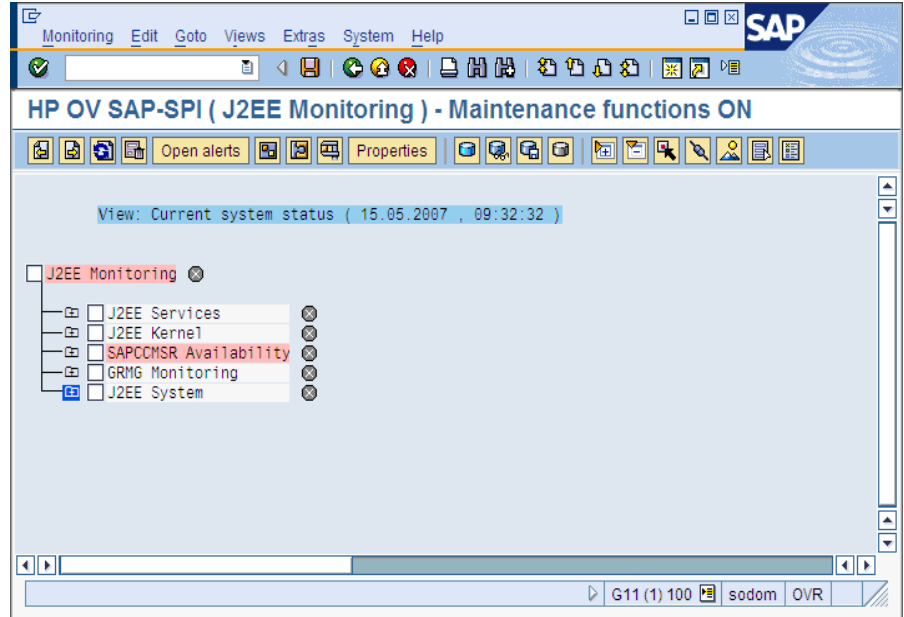 Monitoring Edit Goto Views Extras System Help
SAP
HP OV SAP-SPI ( J2EE Monitoring ) - Maintenance functions ON
Open alerts Properties
View: Current system status ( 15.05.2007 , 09:32:32 )
J2EE Monitoring
J2EE Services
J2EE Kernel
SAPCCMSR Availability
GRMG Monitoring
J2EE System
G11 (1) 100 sodom OVR